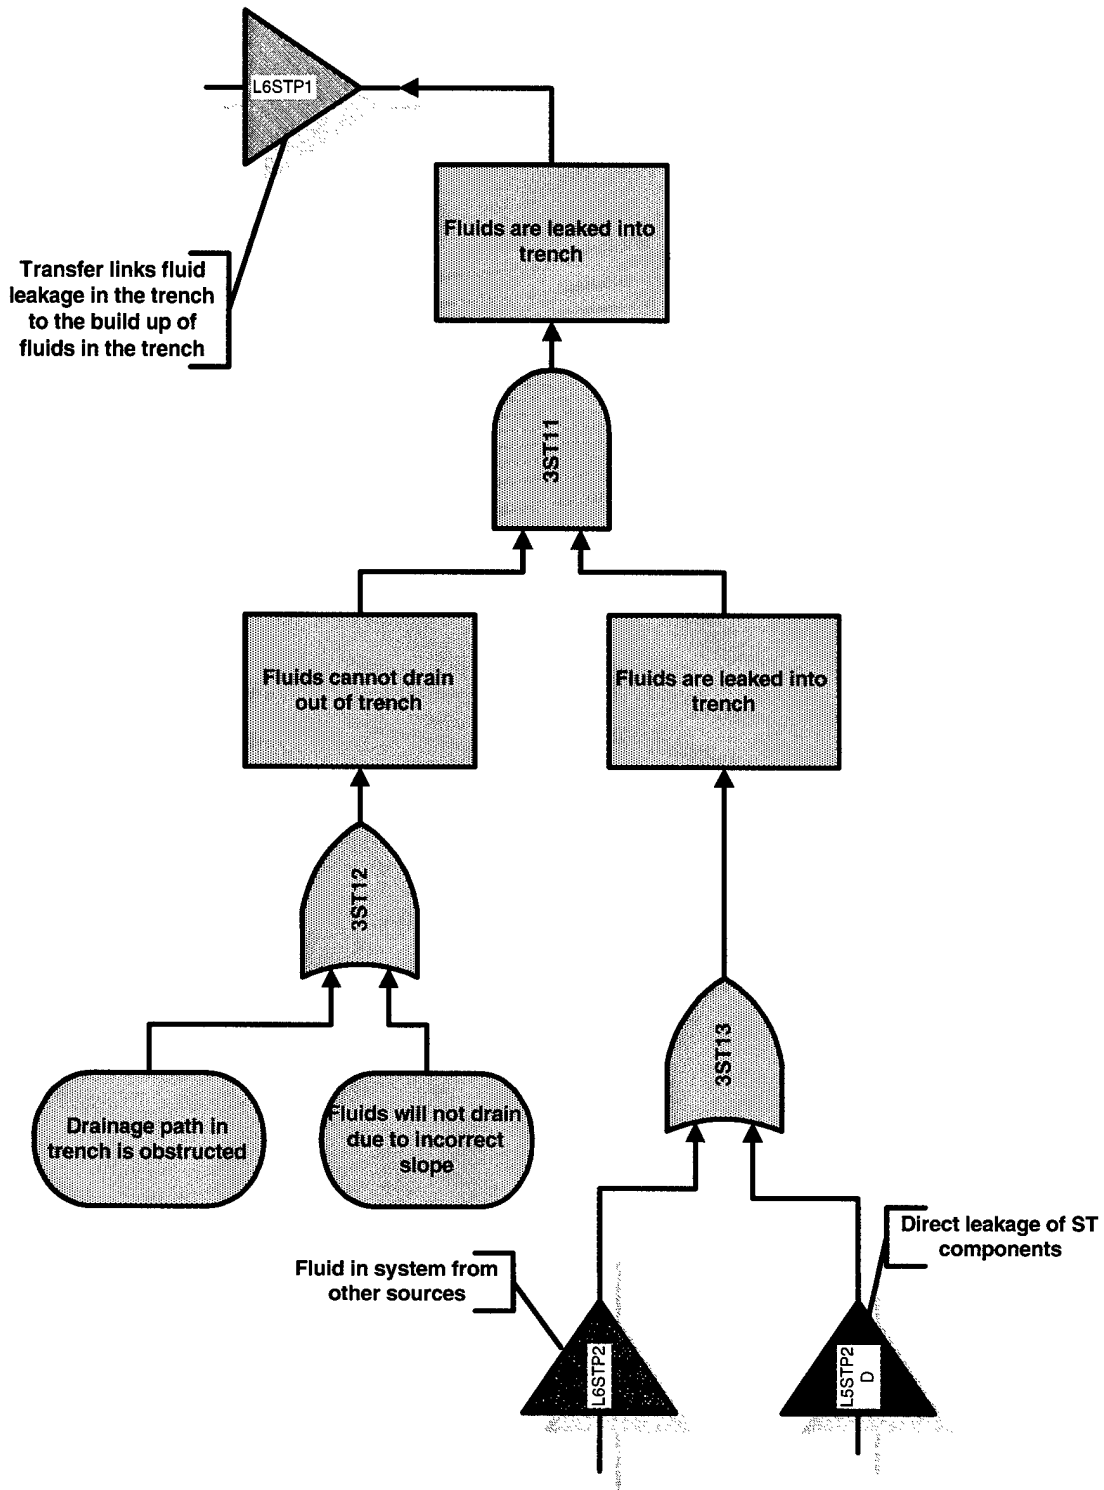 L6STP1
Fluids are leaked into
trench
Transfer links fluid
leakage in the trench
to the build up of
fluids in the trench
3ST11
Fluids cannot drain
out of trench
Fluids are leaked into
trench
3ST12
3ST13
Drainage path in
trench is obstructed
Fluids will not drain
due to incorrect
slope
Direct leakage of ST
components
Fluid in system from
other sources
L6STP2
L5STP2
D